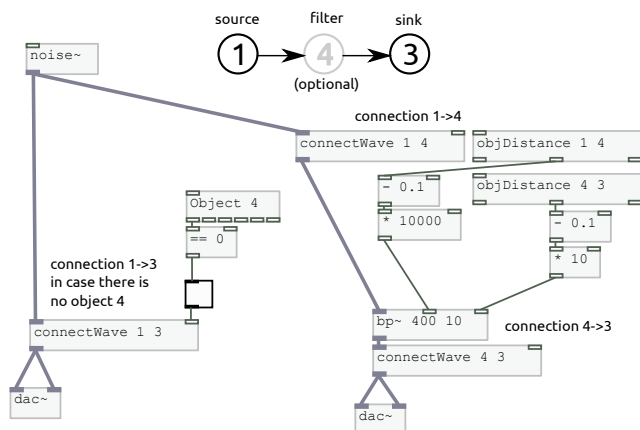 source
filter
sink
1
4
3
(optional)
noise~
connection 1->4
connectWave 1 4
objDistance 1 4
- 0.1
objDistance 4 3
Object 4
* 10000
- 0.1
== 0
* 10
connection 1->3
in case there is
no object 4
connectWave 1 3
bp~ 400 10
connection 4->3
connectWave 4 3
dac~
dac~